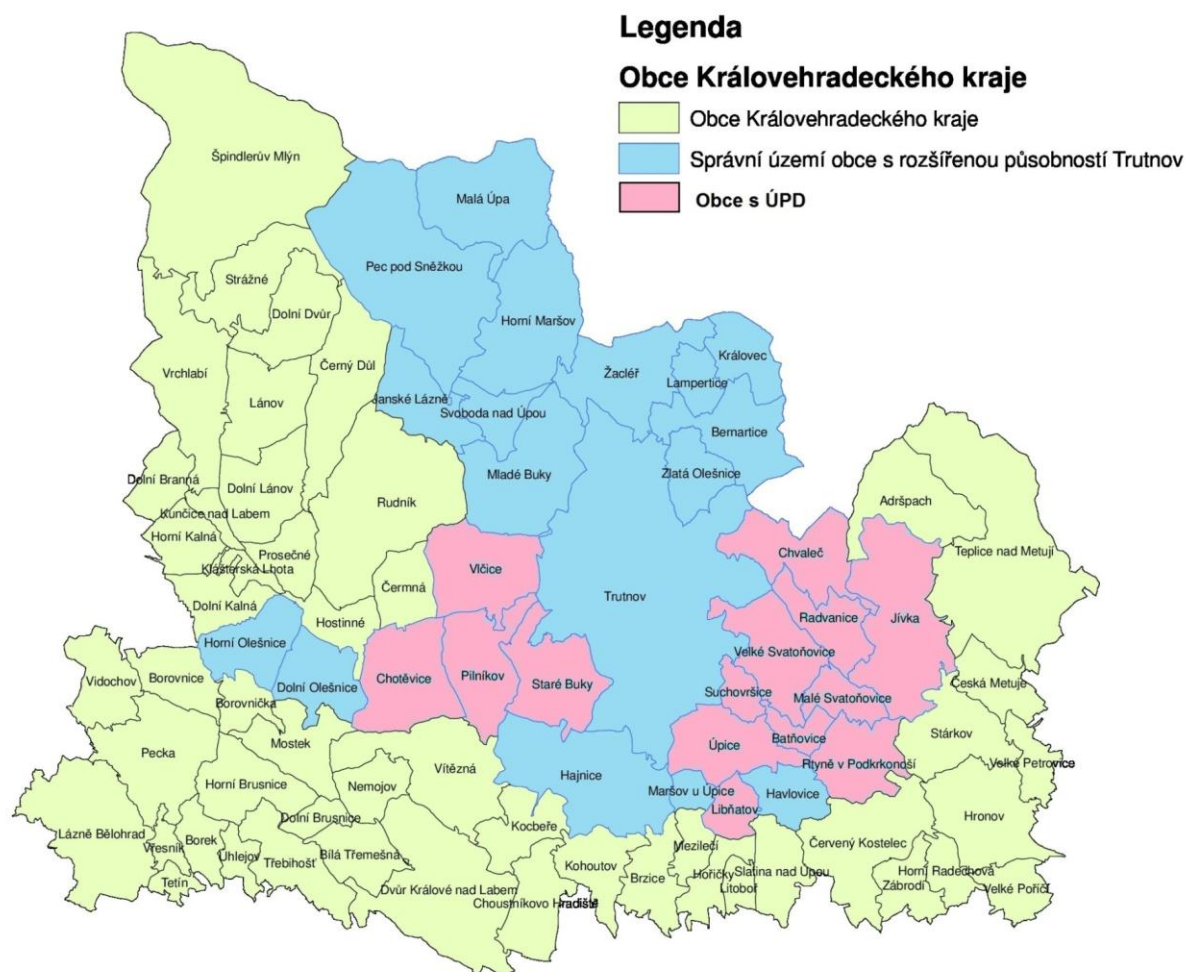 Legenda
Obce Královehradeckého kraje
Obce Královehradeckého kraje
Správní území obce s rozšířenou působností Trutnov
Obce s ÚPD
Špindlerův Mlýn
Malá Úpa
Pec pod Sněžkou
Strážné
Dolní Dvůr
Horní Maršov
Černý Důl
Vrchlabí
Žacléř
Královec
Lampertice
Lánov
Janské Lázně
Svoboda nad Úpou
Bernartice
Mladé Buky
Zlatá Olešnice
Dolní Branná
Dolní Lánov
Rudník
Adršpach
Kunčice nad Labem
Horní Kalná
Prosečné
Klášterská Lhota
Vlčice
Chvaleč
Teplice nad Metují
Čermná
Trutnov
Dolní Kalná
Hostinné
Radvanice
Jívka
Horní Olešnice
Velké Svatoňovice
Chotěvice
Pilníkov
Staré Buky
Vidochov
Borovnice
Dolní Olešnice
Suchovršice
Malé Svatoňovice
Česká Metuje
Borovnička
Mostek
Batňovice
Stárkov
Pecka
Vítězná
Úpice
Rtyně v Podkrkonoší
Velké Petrovice
Horní Brusnice
Nemojov
Hajnice
Maršov u Úpice
Havlovice
Libňatov
Dolní Brusnice
Kocbeře
Hronov
Lázně Bělohrad
Vřesník
Borek
Úhlejov
Třebihošť
Bílá Třemešná
Mezilečí
Červený Kostelec
Kohoutov
Brzice
Hořičky
Slatina nad Úpou
Horní Radechová
Tetín
Dvůr Králové nad Labem
Choustníkovo Hradiště
Litoboř
Zábrodí
Velké Poříčí